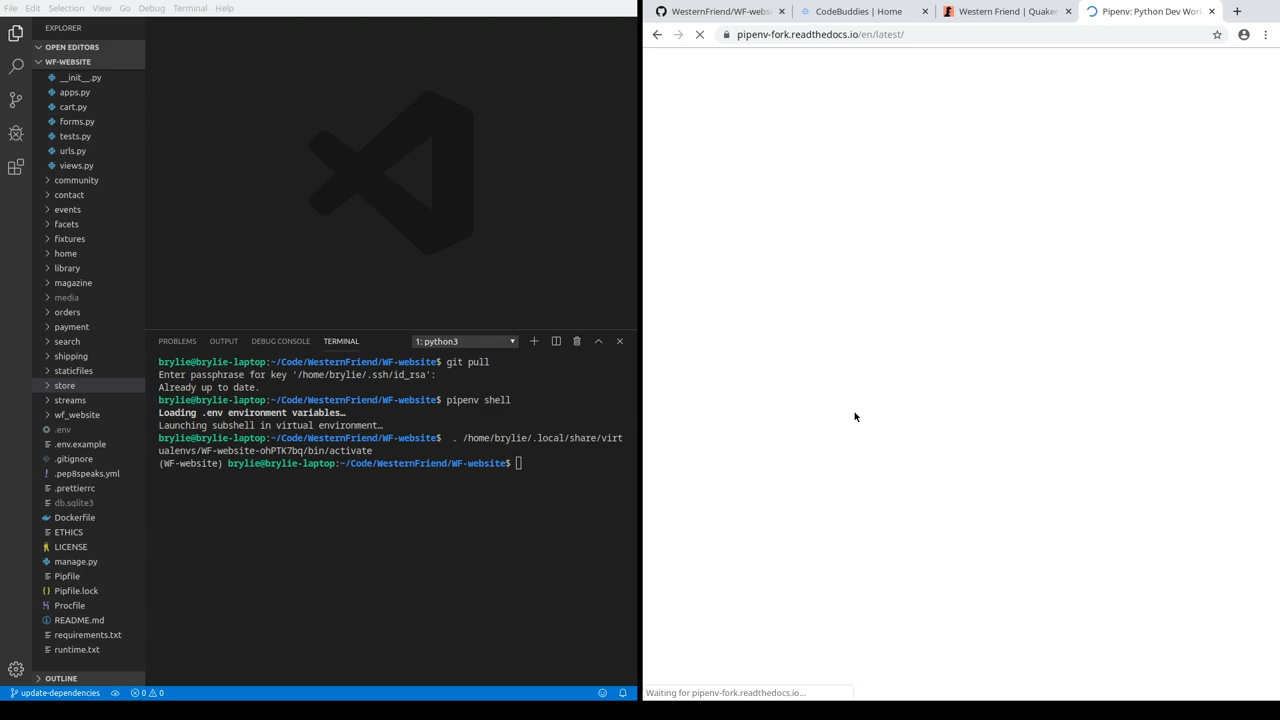 File Edit Selection View Go Debug Terminal Help
EXPLORER
OPEN EDITORS
WF-WEBSITE
__init__.py
apps.py
cart.py
forms.py
tests.py
urls.py
views.py
community
contact
events
facets
fixtures
home
library
magazine
media
orders
payment
search
shipping
staticfiles
store
streams
wf_website
.env
.env.example
.gitignore
.pep8speaks.yml
.prettierrc
db.sqlite3
Dockerfile
ETHICS
LICENSE
manage.py
Pipfile
Pipfile.lock
Procfile
README.md
requirements.txt
runtime.txt
OUTLINE
update-dependencies
0 0
PROBLEMS OUTPUT DEBUG CONSOLE TERMINAL 1: python3
brylie@brylie-laptop:~/Code/WesternFriend/WF-website$ git pull
Enter passphrase for key '/home/brylie/.ssh/id_rsa':
Already up to date.
brylie@brylie-laptop:~/Code/WesternFriend/WF-website$ pipenv shell
Loading .env environment variables…
Launching subshell in virtual environment…
brylie@brylie-laptop:~/Code/WesternFriend/WF-website$ . /home/brylie/.local/share/virt
ualenvs/WF-website-ohPTK7bq/bin/activate
(WF-website) brylie@brylie-laptop:~/Code/WesternFriend/WF-website$
WesternFriend/WF-webs CodeBuddies | Home Western Friend | Quaker Pipenv: Python Dev Wor
pipenv-fork.readthedocs.io/en/latest/
Waiting for pipenv-fork.readthedocs.io...